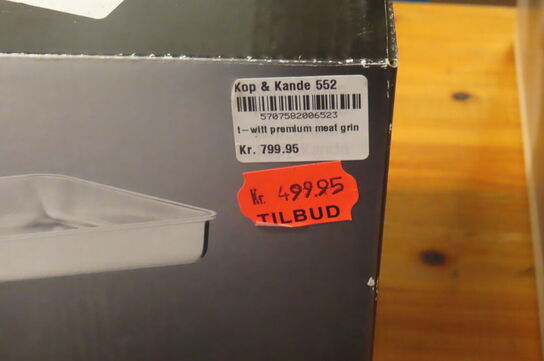 Kop & Kande 552
5707582006523
t-witt premium meat grin
Kr. 799.95
Kr. 499.95
TILBUD